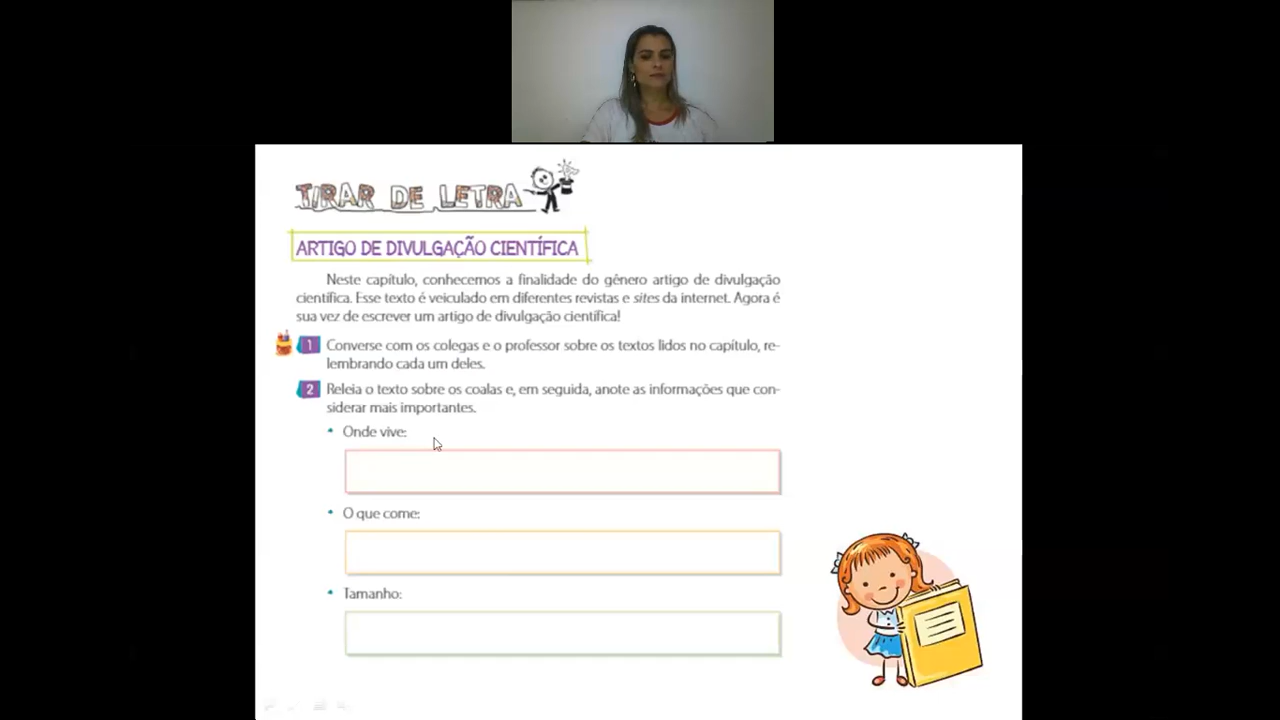 TIRAR DE LETRA
ARTIGO DE DIVULGAÇÃO CIENTÍFICA
Neste capítulo, conhecemos a finalidade do gênero artigo de divulgação
científica. Esse texto é veiculado em diferentes revistas e sites da internet. Agora é
sua vez de escrever um artigo de divulgação científica!
1 Converse com os colegas e o professor sobre os textos lidos no capítulo, re-
lembrando cada um deles.
2 Releia o texto sobre os coalas e, em seguida, anote as informações que con-
siderar mais importantes.
• Onde vive:
• O que come:
• Tamanho: